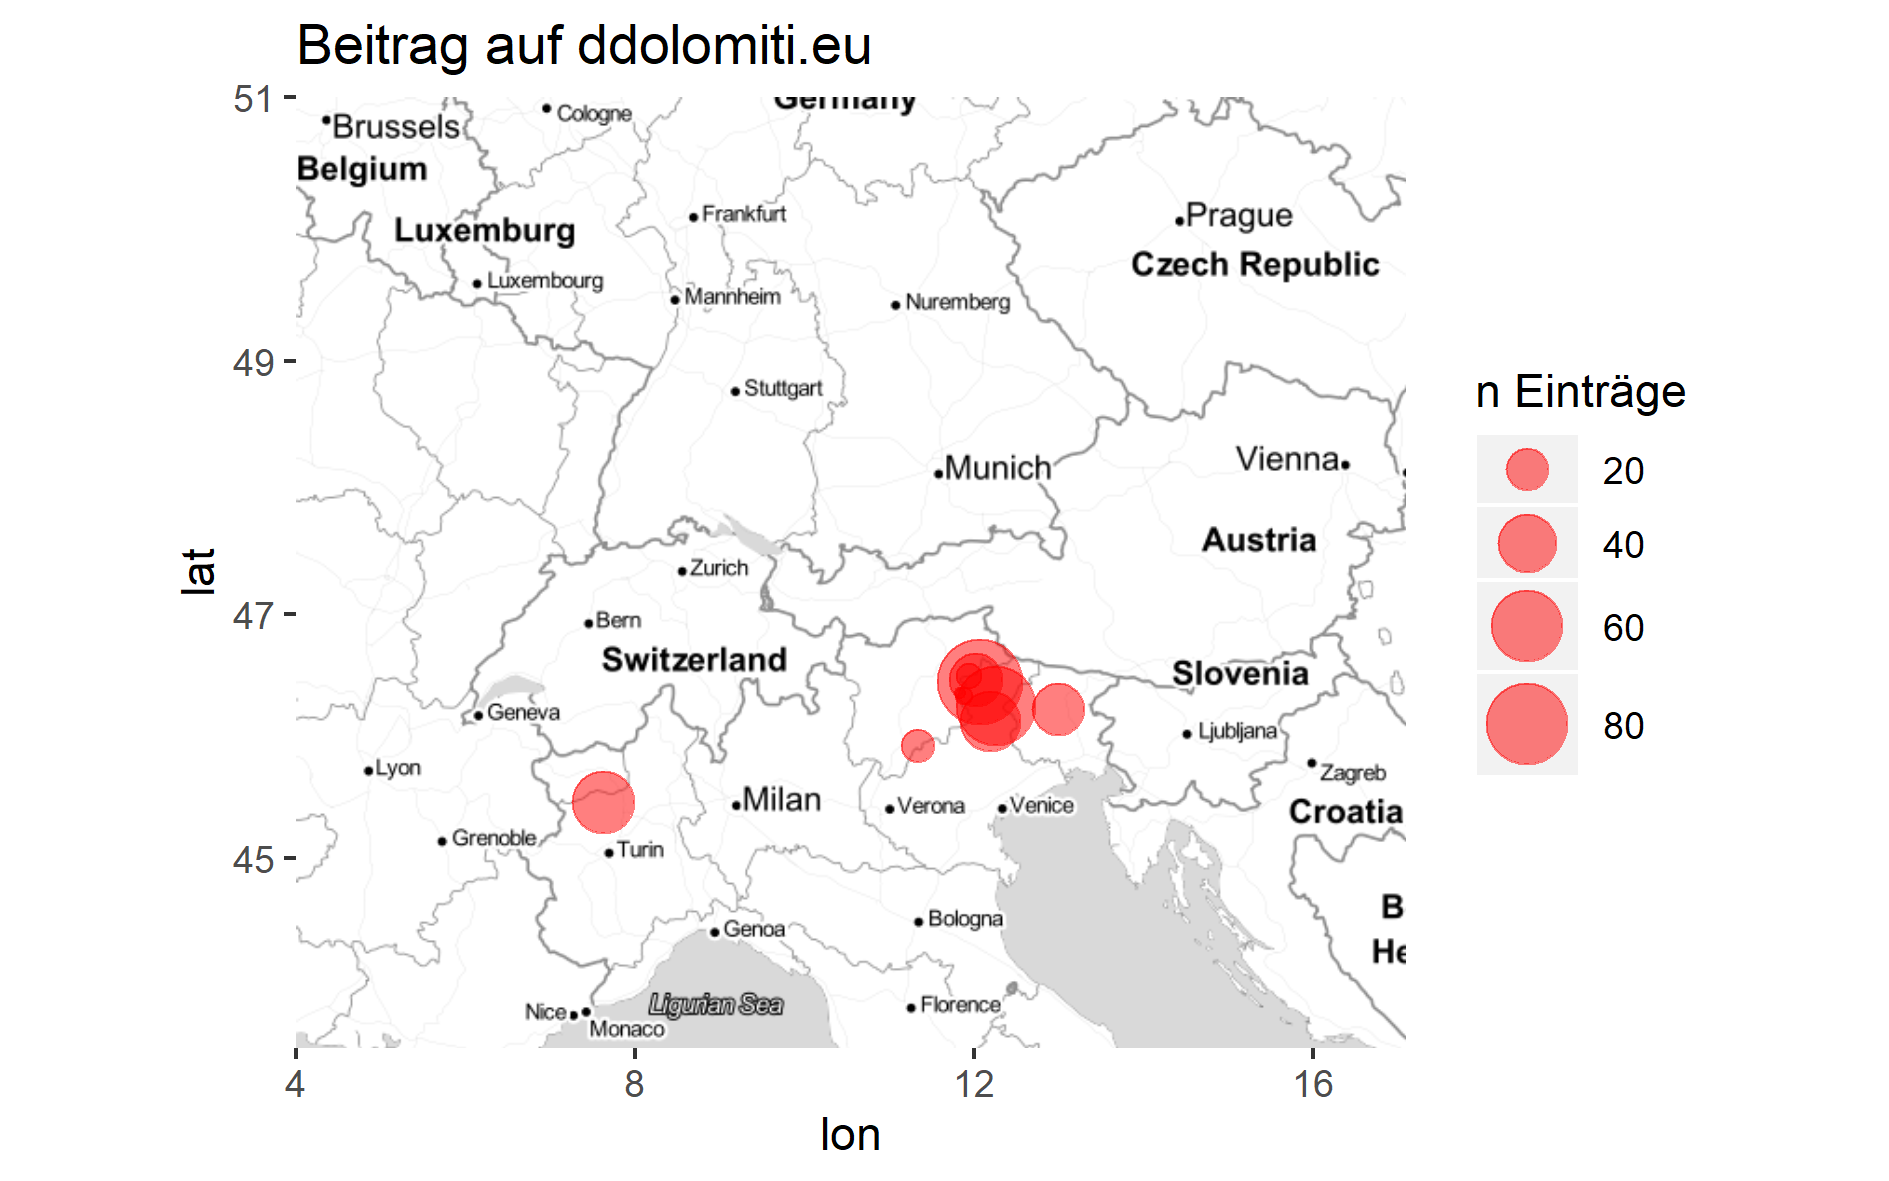 Beitrag auf ddolomiti.eu
51
49
47
45
lat
Germany
Cologne
Brussels
Belgium
Frankfurt
Prague
Luxemburg
Czech Republic
Luxembourg
Mannheim
Nuremberg
Stuttgart
Munich
Vienna
Austria
Zurich
Bern
Switzerland
Slovenia
Geneva
Ljubljana
Lyon
Zagreb
Milan
Verona
Venice
Croatia
Grenoble
Turin
B
Bologna
Genoa
He
Ligurian Sea
Florence
Nice
Monaco
4
8
12
16
lon
n Einträge
20
40
60
80